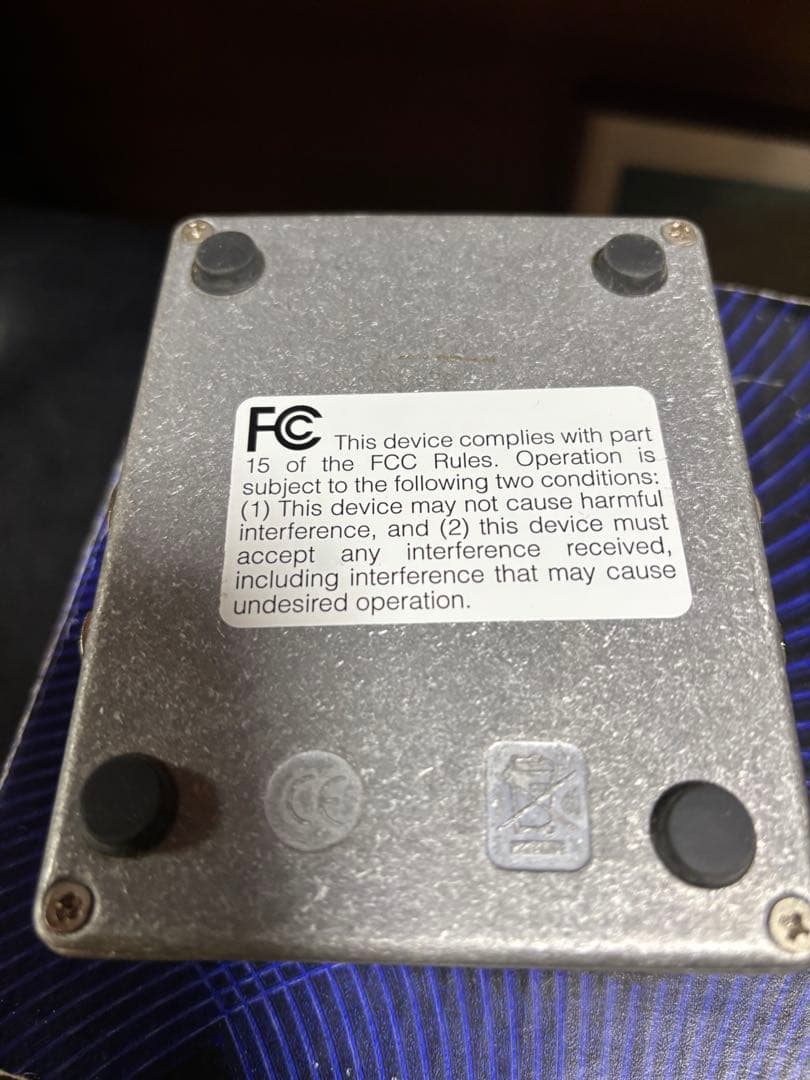 FC This device complies with part
15 of the FCC Rules. Operation is
subject to the following two conditions:
(1) This device may not cause harmful
interference, and (2) this device must
accept any interference received,
including interference that may cause
undesired operation.
CE